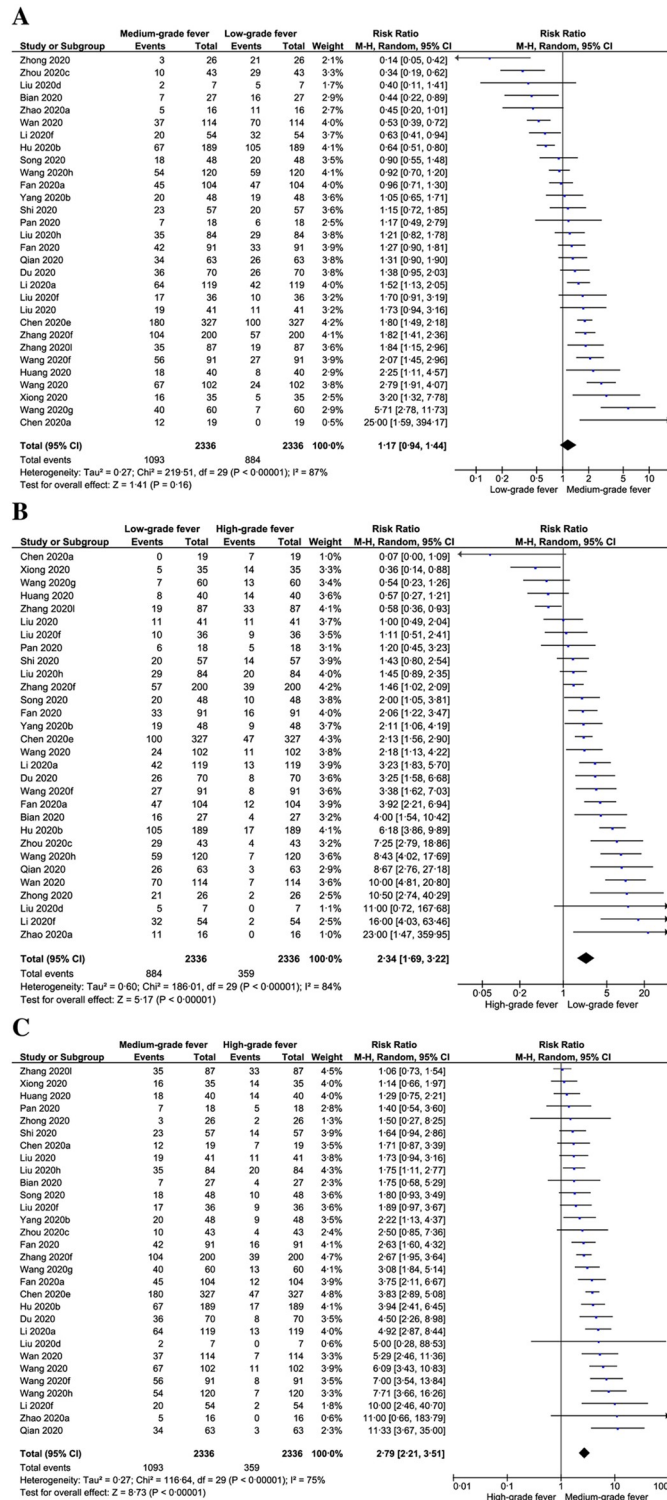 A
Medium-grade fever Low-grade fever Risk Ratio Risk Ratio
Study or Subgroup Events Total Events Total Weight M-H, Random, 95% CI M-H, Random, 95% CI
Zhong 2020 3 26 21 26 2·1% 0·14 [0·05, 0·42]
Zhou 2020c 10 43 29 43 3·4% 0·34 [0·19, 0·62]
Liu 2020d 2 7 5 7 1·8% 0·40 [0·11, 1·41]
Bian 2020 7 27 16 27 3·0% 0·44 [0·22, 0·89]
Zhao 2020a 5 16 11 16 2·7% 0·45 [0·20, 1·01]
Wan 2020 37 114 70 114 4·2% 0·53 [0·39, 0·72]
Li 2020f 20 54 32 54 3·9% 0·63 [0·41, 0·94]
Hu 2020b 67 189 105 189 4·3% 0·64 [0·51, 0·80]
Song 2020 18 48 20 48 3·7% 0·90 [0·55, 1·48]
Wang 2020h 54 120 59 120 4·2% 0·92 [0·70, 1·20]
Fan 2020a 45 104 47 104 4·1% 0·96 [0·71, 1·30]
Yang 2020b 20 48 19 48 3·7% 1·05 [0·65, 1·71]
Shi 2020 23 57 20 57 3·7% 1·15 [0·72, 1·85]
Pan 2020 7 18 6 18 2·5% 1·17 [0·49, 2·79]
Liu 2020h 35 84 29 84 4·0% 1·21 [0·82, 1·78]
Fan 2020 42 91 33 91 4·0% 1·27 [0·90, 1·81]
Qian 2020 34 63 26 63 4·0% 1·31 [0·90, 1·90]
Du 2020 36 70 26 70 4·0% 1·38 [0·95, 2·03]
Li 2020a 64 119 42 119 4·1% 1·52 [1·13, 2·05]
Liu 2020f 17 36 10 36 3·3% 1·70 [0·91, 3·19]
Liu 2020 19 41 11 41 3·4% 1·73 [0·94, 3·16]
Chen 2020e 180 327 100 327 4·4% 1·80 [1·49, 2·18]
Zhang 2020f 104 200 57 200 4·3% 1·82 [1·41, 2·36]
Zhang 2020l 35 87 19 87 3·7% 1·84 [1·15, 2·96]
Wang 2020f 56 91 27 91 4·0% 2·07 [1·45, 2·96]
Huang 2020 18 40 8 40 3·0% 2·25 [1·11, 4·57]
Wang 2020 67 102 24 102 4·0% 2·79 [1·91, 4·07]
Xiong 2020 16 35 5 35 2·5% 3·20 [1·32, 7·78]
Wang 2020g 40 60 7 60 3·0% 5·71 [2·78, 11·73]
Chen 2020a 12 19 0 19 0·5% 25·00 [1·59, 394·17]
Total (95% CI) 2336 2336 100·0% 1·17 [0·94, 1·44]
Total events 1093 884
Heterogeneity: Tau² = 0·27; Chi² = 219·51, df = 29 (P < 0·00001); I² = 87%
Test for overall effect: Z = 1·41 (P = 0·16)
0·1 0·2 0·5 1 2 5 10
Low-grade fever Medium-grade fever
B
Low-grade fever High-grade fever Risk Ratio Risk Ratio
Study or Subgroup Events Total Events Total Weight M-H, Random, 95% CI M-H, Random, 95% CI
Chen 2020a 0 19 7 19 1·0% 0·07 [0·00, 1·09]
Xiong 2020 5 35 14 35 3·3% 0·36 [0·14, 0·88]
Wang 2020g 7 60 13 60 3·4% 0·54 [0·23, 1·26]
Huang 2020 8 40 14 40 3·6% 0·57 [0·27, 1·21]
Zhang 2020l 19 87 33 87 4·1% 0·58 [0·36, 0·93]
Liu 2020 11 41 11 41 3·6% 1·00 [0·49, 2·04]
Liu 2020f 10 36 9 36 3·5% 1·11 [0·51, 2·41]
Pan 2020 6 18 5 18 3·1% 1·20 [0·45, 3·23]
Shi 2020 20 57 14 57 3·9% 1·43 [0·80, 2·54]
Liu 2020h 29 84 20 84 4·1% 1·45 [0·89, 2·35]
Zhang 2020f 57 200 39 200 4·2% 1·46 [1·02, 2·09]
Song 2020 20 48 10 48 3·7% 2·00 [1·05, 3·81]
Fan 2020 33 91 16 91 4·0% 2·06 [1·22, 3·47]
Yang 2020b 19 48 9 48 3·7% 2·11 [1·06, 4·19]
Chen 2020e 100 327 47 327 4·3% 2·13 [1·56, 2·90]
Wang 2020 24 102 11 102 3·7% 2·18 [1·13, 4·22]
Li 2020a 42 119 13 119 3·9% 3·23 [1·83, 5·70]
Du 2020 26 70 8 70 3·6% 3·25 [1·58, 6·68]
Wang 2020f 27 91 8 91 3·6% 3·38 [1·62, 7·03]
Fan 2020a 47 104 12 104 3·9% 3·92 [2·21, 6·94]
Bian 2020 16 27 4 27 3·2% 4·00 [1·54, 10·42]
Hu 2020b 105 189 17 189 4·1% 6·18 [3·86, 9·89]
Zhou 2020c 29 43 4 43 3·2% 7·25 [2·79, 18·86]
Wang 2020h 59 120 7 120 3·6% 8·43 [4·02, 17·69]
Qian 2020 26 63 3 63 2·8% 8·67 [2·76, 27·18]
Wan 2020 70 114 7 114 3·6% 10·00 [4·81, 20·80]
Zhong 2020 21 26 2 26 2·5% 10·50 [2·74, 40·29]
Liu 2020d 5 7 0 7 1·1% 11·00 [0·72, 167·68]
Li 2020f 32 54 2 54 2·4% 16·00 [4·03, 63·46]
Zhao 2020a 11 16 0 16 1·0% 23·00 [1·47, 359·95]
Total (95% CI) 2336 2336 100·0% 2·34 [1·69, 3·22]
Total events 884 359
Heterogeneity: Tau² = 0·60; Chi² = 186·01, df = 29 (P < 0·00001); I² = 84%
Test for overall effect: Z = 5·17 (P < 0·00001)
0·05 0·2 1 5 20
High-grade fever Low-grade fever
C
Medium-grade fever High-grade fever Risk Ratio Risk Ratio
Study or Subgroup Events Total Events Total Weight M-H, Random, 95% CI M-H, Random, 95% CI
Zhang 2020l 35 87 33 87 4·5% 1·06 [0·73, 1·54]
Xiong 2020 16 35 14 35 4·1% 1·14 [0·66, 1·97]
Huang 2020 18 40 14 40 4·1% 1·29 [0·75, 2·21]
Pan 2020 7 18 5 18 2·8% 1·40 [0·54, 3·60]
Zhong 2020 3 26 2 26 1·5% 1·50 [0·27, 8·25]
Shi 2020 23 57 14 57 4·0% 1·64 [0·94, 2·86]
Chen 2020a 12 19 7 19 3·6% 1·71 [0·87, 3·39]
Liu 2020 19 41 11 41 3·9% 1·73 [0·94, 3·16]
Liu 2020h 35 84 20 84 4·3% 1·75 [1·11, 2·77]
Bian 2020 7 27 4 27 2·4% 1·75 [0·58, 5·29]
Song 2020 18 48 10 48 3·7% 1·80 [0·93, 3·49]
Liu 2020f 17 36 9 36 3·7% 1·89 [0·97, 3·67]
Yang 2020b 20 48 9 48 3·6% 2·22 [1·13, 4·37]
Zhou 2020c 10 43 4 43 2·5% 2·50 [0·85, 7·36]
Fan 2020 42 91 16 91 4·2% 2·63 [1·60, 4·32]
Zhang 2020f 104 200 39 200 4·6% 2·67 [1·95, 3·64]
Wang 2020g 40 60 13 60 4·1% 3·08 [1·84, 5·14]
Fan 2020a 45 104 12 104 3·9% 3·75 [2·11, 6·67]
Chen 2020e 180 327 47 327 4·7% 3·83 [2·89, 5·08]
Hu 2020b 67 189 17 189 4·2% 3·94 [2·41, 6·45]
Du 2020 36 70 8 70 3·6% 4·50 [2·26, 8·98]
Li 2020a 64 119 13 119 4·0% 4·92 [2·87, 8·44]
Liu 2020d 2 7 0 7 0·6% 5·00 [0·28, 88·53]
Wan 2020 37 114 7 114 3·4% 5·29 [2·46, 11·36]
Wang 2020 67 102 11 102 3·9% 6·09 [3·43, 10·83]
Wang 2020f 56 91 8 91 3·6% 7·00 [3·54, 13·84]
Wang 2020h 54 120 7 120 3·4% 7·71 [3·66, 16·26]
Li 2020f 20 54 2 54 1·8% 10·00 [2·46, 40·70]
Zhao 2020a 5 16 0 16 0·6% 11·00 [0·66, 183·79]
Qian 2020 34 63 3 63 2·3% 11·33 [3·67, 35·00]
Total (95% CI) 2336 2336 100·0% 2·79 [2·21, 3·51]
Total events 1093 359
Heterogeneity: Tau² = 0·27; Chi² = 116·64, df = 29 (P < 0·00001); I² = 75%
Test for overall effect: Z = 8·73 (P < 0·00001)
0·01 0·1 1 10 100
High-grade fever Medium-grade fever